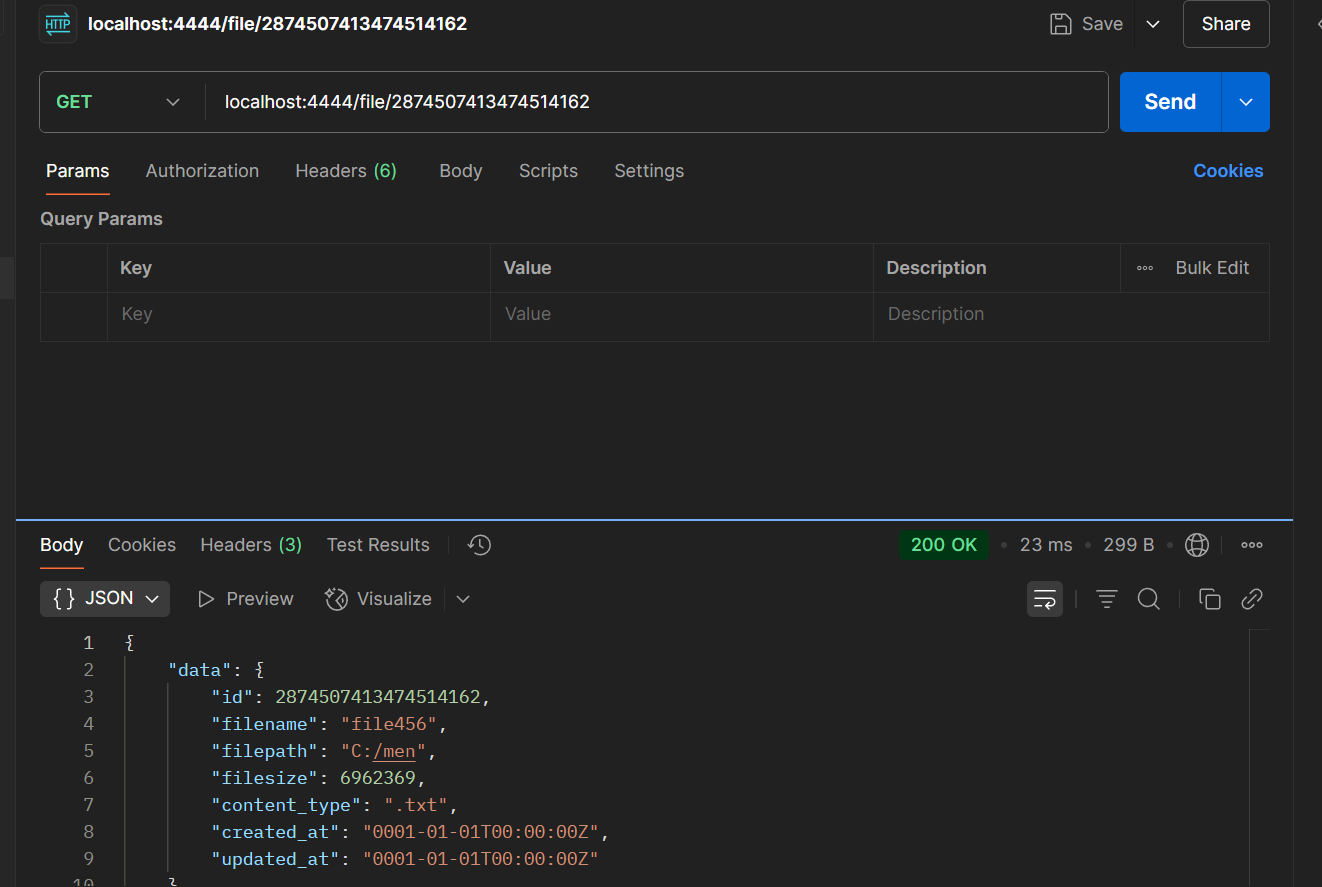 HTTP localhost:4444/file/2874507413474514162 Save Share
GET localhost:4444/file/2874507413474514162 Send
Params Authorization Headers (6) Body Scripts Settings Cookies
Query Params
Key Value Description Bulk Edit
Key Value Description
Body Cookies Headers (3) Test Results 200 OK • 23 ms • 299 B •
{} JSON Preview Visualize
1 {
2 "data": {
3 "id": 2874507413474514162,
4 "filename": "file456",
5 "filepath": "C:/men",
6 "filesize": 6962369,
7 "content_type": ".txt",
8 "created_at": "0001-01-01T00:00:00Z",
9 "updated_at": "0001-01-01T00:00:00Z"
10 }